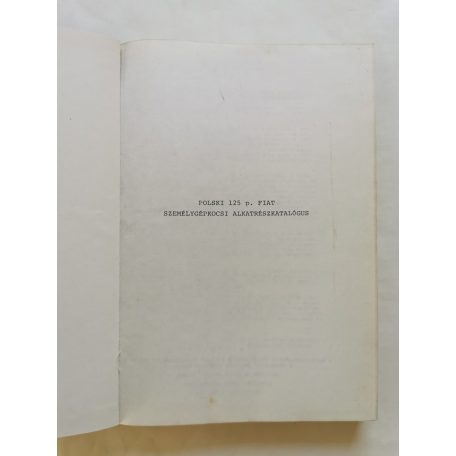 POLSKI 125 p. FIAT
SZEMÉLYGÉPKOCSI ALKATRÉSZKATALÓGUS